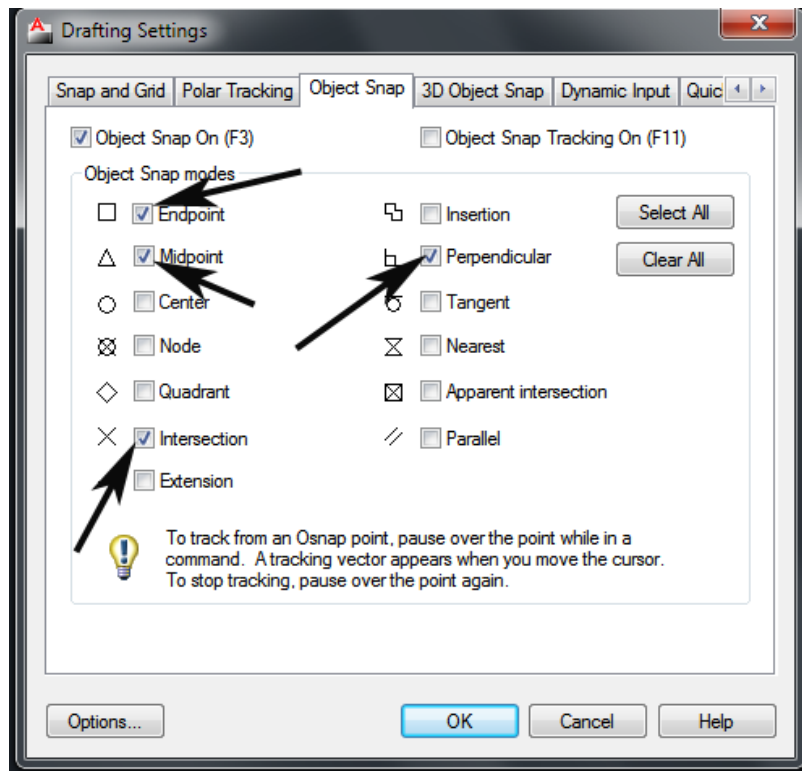 Drafting Settings
Snap and Grid Polar Tracking Object Snap 3D Object Snap Dynamic Input Quic
Object Snap On (F3) Object Snap Tracking On (F11)
Object Snap modes
Endpoint Insertion Select All
Midpoint Perpendicular Clear All
Center Tangent
Node Nearest
Quadrant Apparent intersection
Intersection Parallel
Extension
To track from an Osnap point, pause over the point while in a
command. A tracking vector appears when you move the cursor.
To stop tracking, pause over the point again.
Options... OK Cancel Help